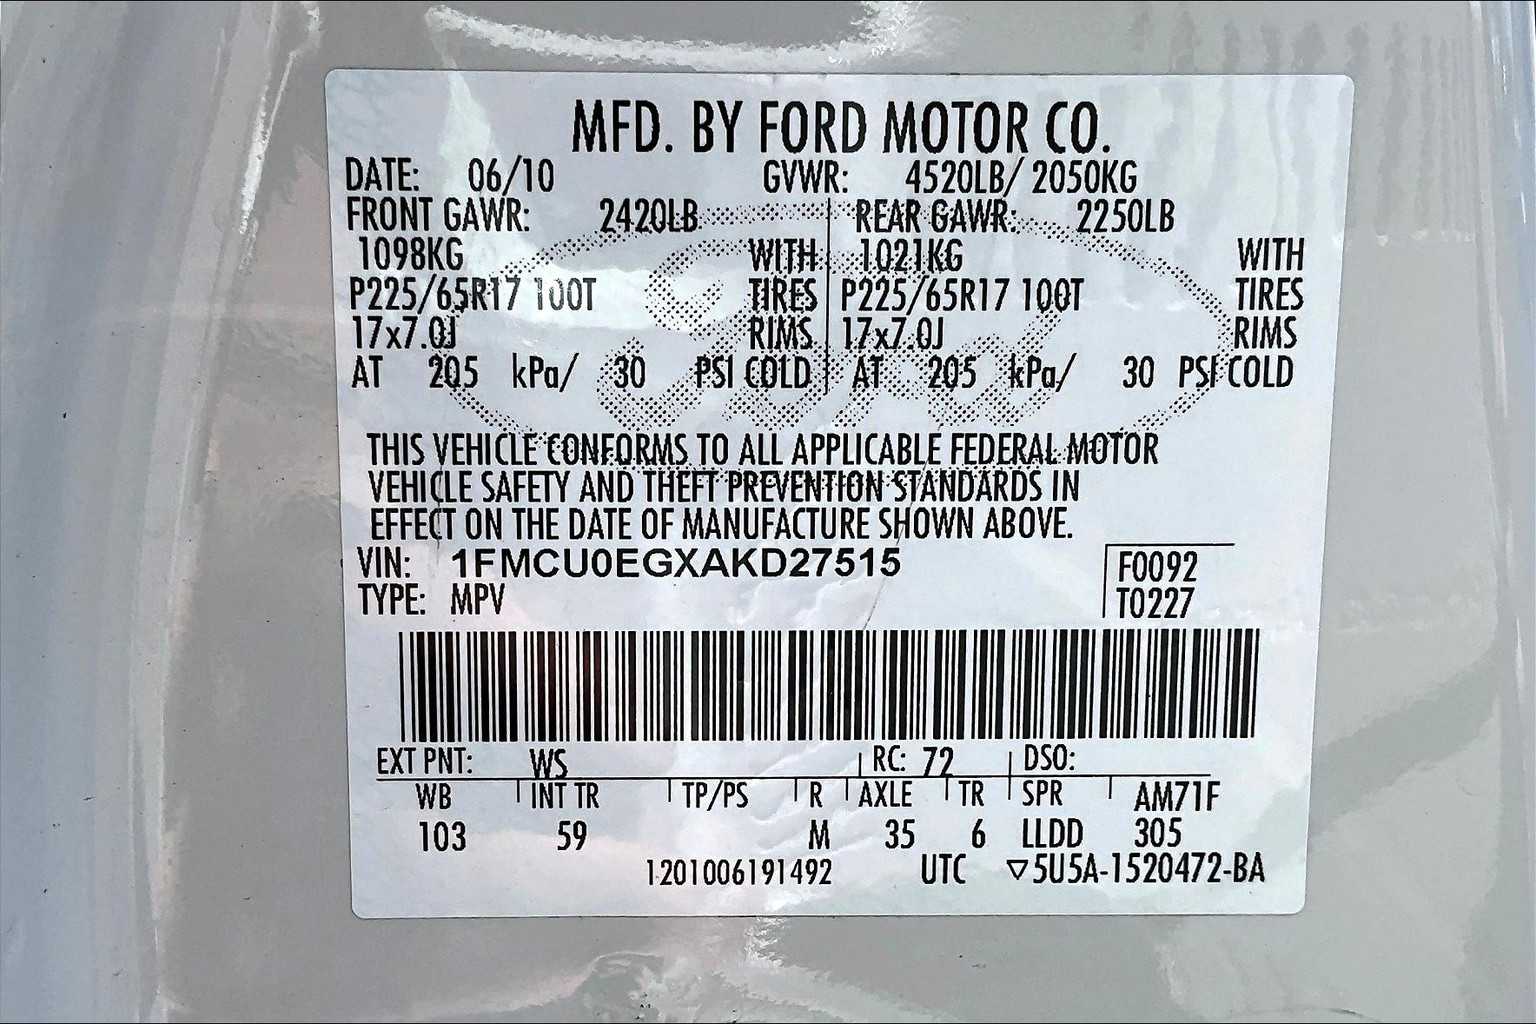 MFD. BY FORD MOTOR CO.
DATE: 06/10 GVWR: 4520LB/ 2050KG
FRONT GAWR: 2420LB REAR GAWR: 2250LB
1098KG WITH 1021KG WITH
P225/65R17 100T TIRES P225/65R17 100T TIRES
17x7.0J RIMS 17x7.0J RIMS
AT 205 kPa/ 30 PSI COLD AT 205 kPa/ 30 PSI COLD
Ford
THIS VEHICLE CONFORMS TO ALL APPLICABLE FEDERAL MOTOR
VEHICLE SAFETY AND THEFT PREVENTION STANDARDS IN
EFFECT ON THE DATE OF MANUFACTURE SHOWN ABOVE.
VIN: 1FMCU0EGXAKD27515 F0092
TYPE: MPV T0227
EXT PNT: WS RC: 72 DSO:
WB INT TR TP/PS R AXLE TR SPR AM71F
103 59 M 35 6 LLDD 305
1201006191492 UTC ▽5U5A-1520472-BA